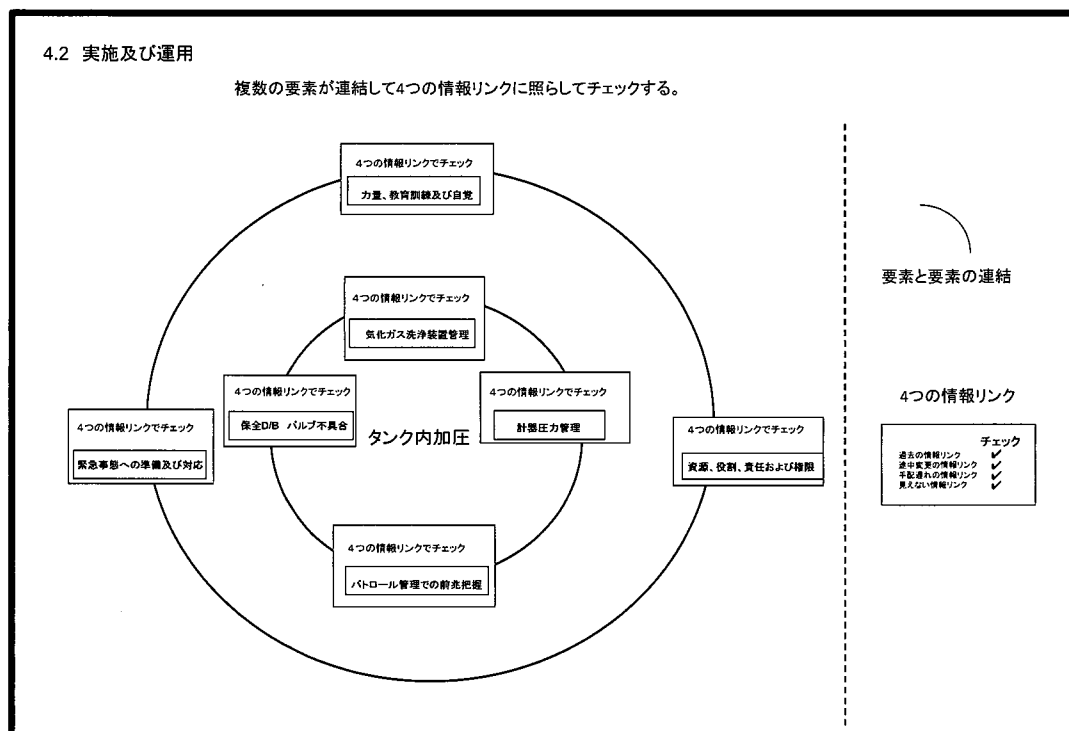 4.2 実施及び運用
複数の要素が連結して4つの情報リンクに照らしてチェックする。
4つの情報リンクでチェック
力量、教育訓練及び自覚
4つの情報リンクでチェック
気化ガス洗浄装置管理
4つの情報リンクでチェック
保全D/B バルブ不具合
タンク内加圧
4つの情報リンクでチェック
計器圧力管理
4つの情報リンクでチェック
緊急事態への準備及び対応
4つの情報リンクでチェック
資源、役割、責任および権限
4つの情報リンクでチェック
パトロール管理での前兆把握
要素と要素の連結
4つの情報リンク
チェック
過去の情報リンク ✔
途中変更の情報リンク ✔
手配遅れの情報リンク ✔
見えない情報リンク ✔